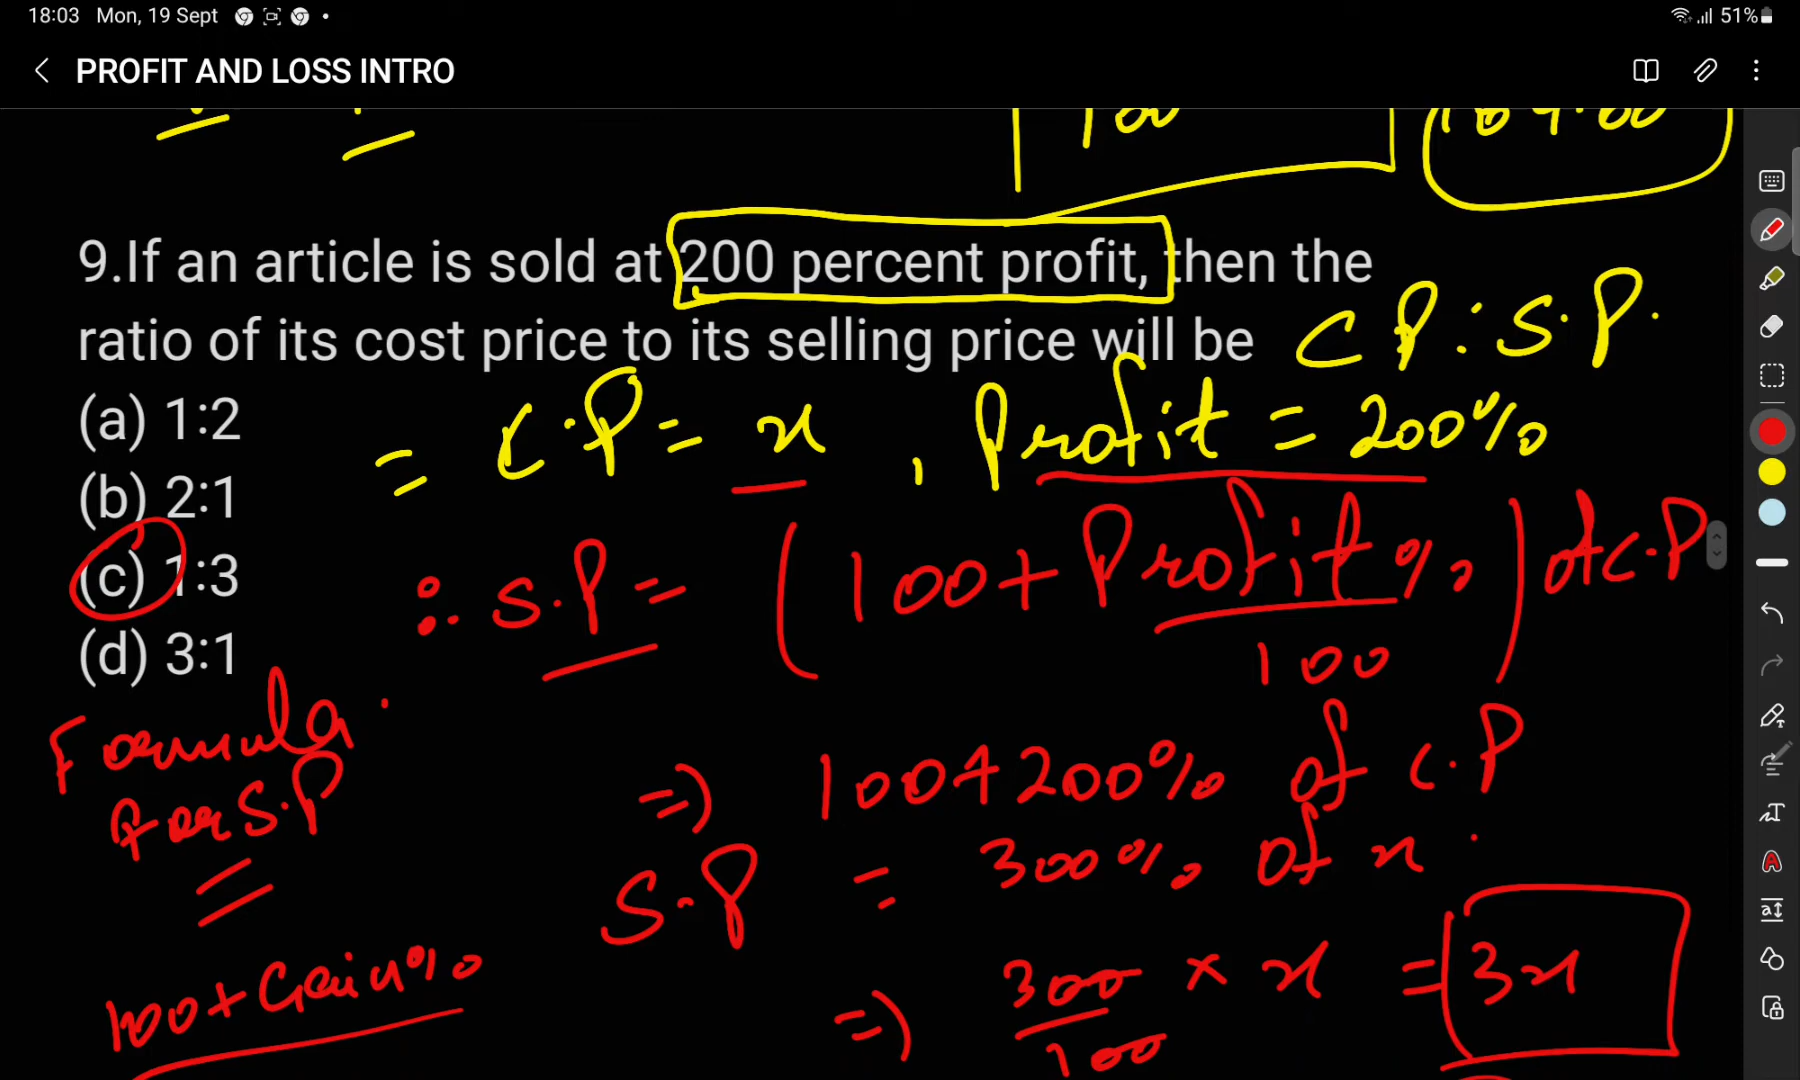 18:03 Mon, 19 Sept 51%
PROFIT AND LOSS INTRO
100
9.If an article is sold at 200 percent profit, then the
ratio of its cost price to its selling price will be CP:S.P.
(a) 1:2
= C.P = x, Profit = 200%
(b) 2:1
(c) 1:3
∴ S.P = (100+Profit%) of C.P
100
(d) 3:1
Formula
for S.P
=> 100+200% of C.P
S.P = 300% of x
100+Gain%
=> 300 × x = 3x
100